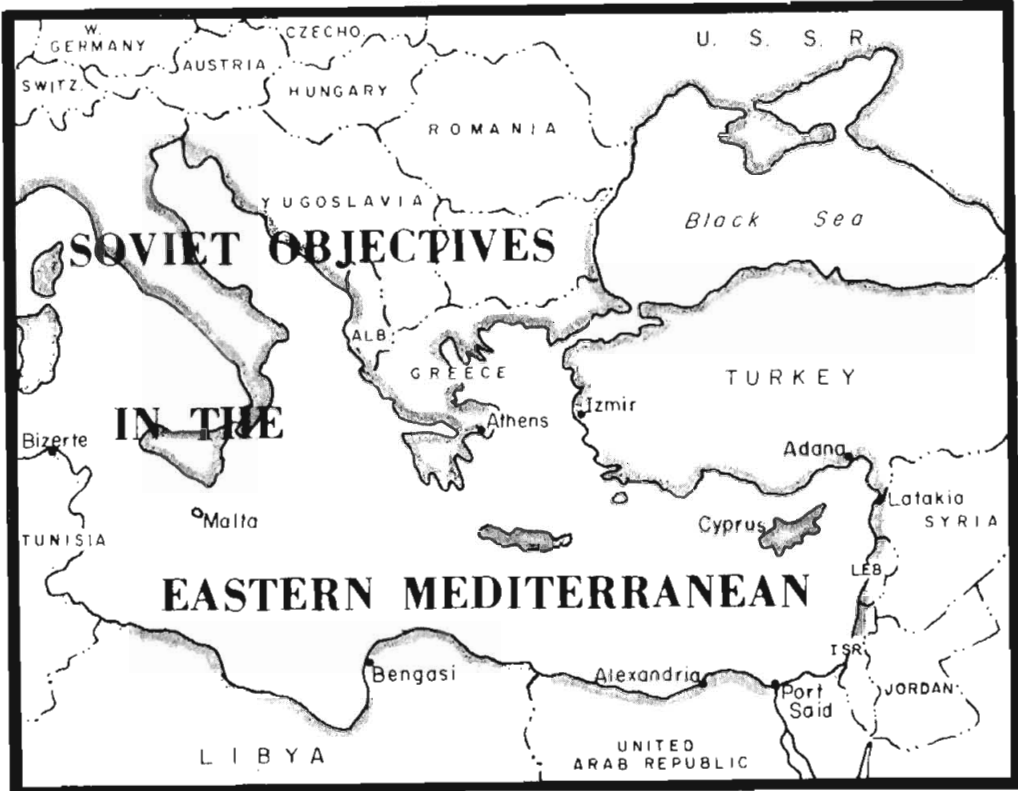 W.
GERMANY
CZECHO.
U. S. S. R.
AUSTRIA
SWITZ.
HUNGARY
ROMANIA
YUGOSLAVIA
Black Sea
SOVIET OBJECTIVES
ALB.
GREECE
TURKEY
IN THE
Izmir
Athens
Bizerte
Adana
Latakia
Malta
Cyprus
SYRIA
TUNISIA
LEB.
EASTERN MEDITERRANEAN
ISR.
Bengasi
Alexandria
Port
Said
JORDAN
LIBYA
UNITED
ARAB REPUBLIC